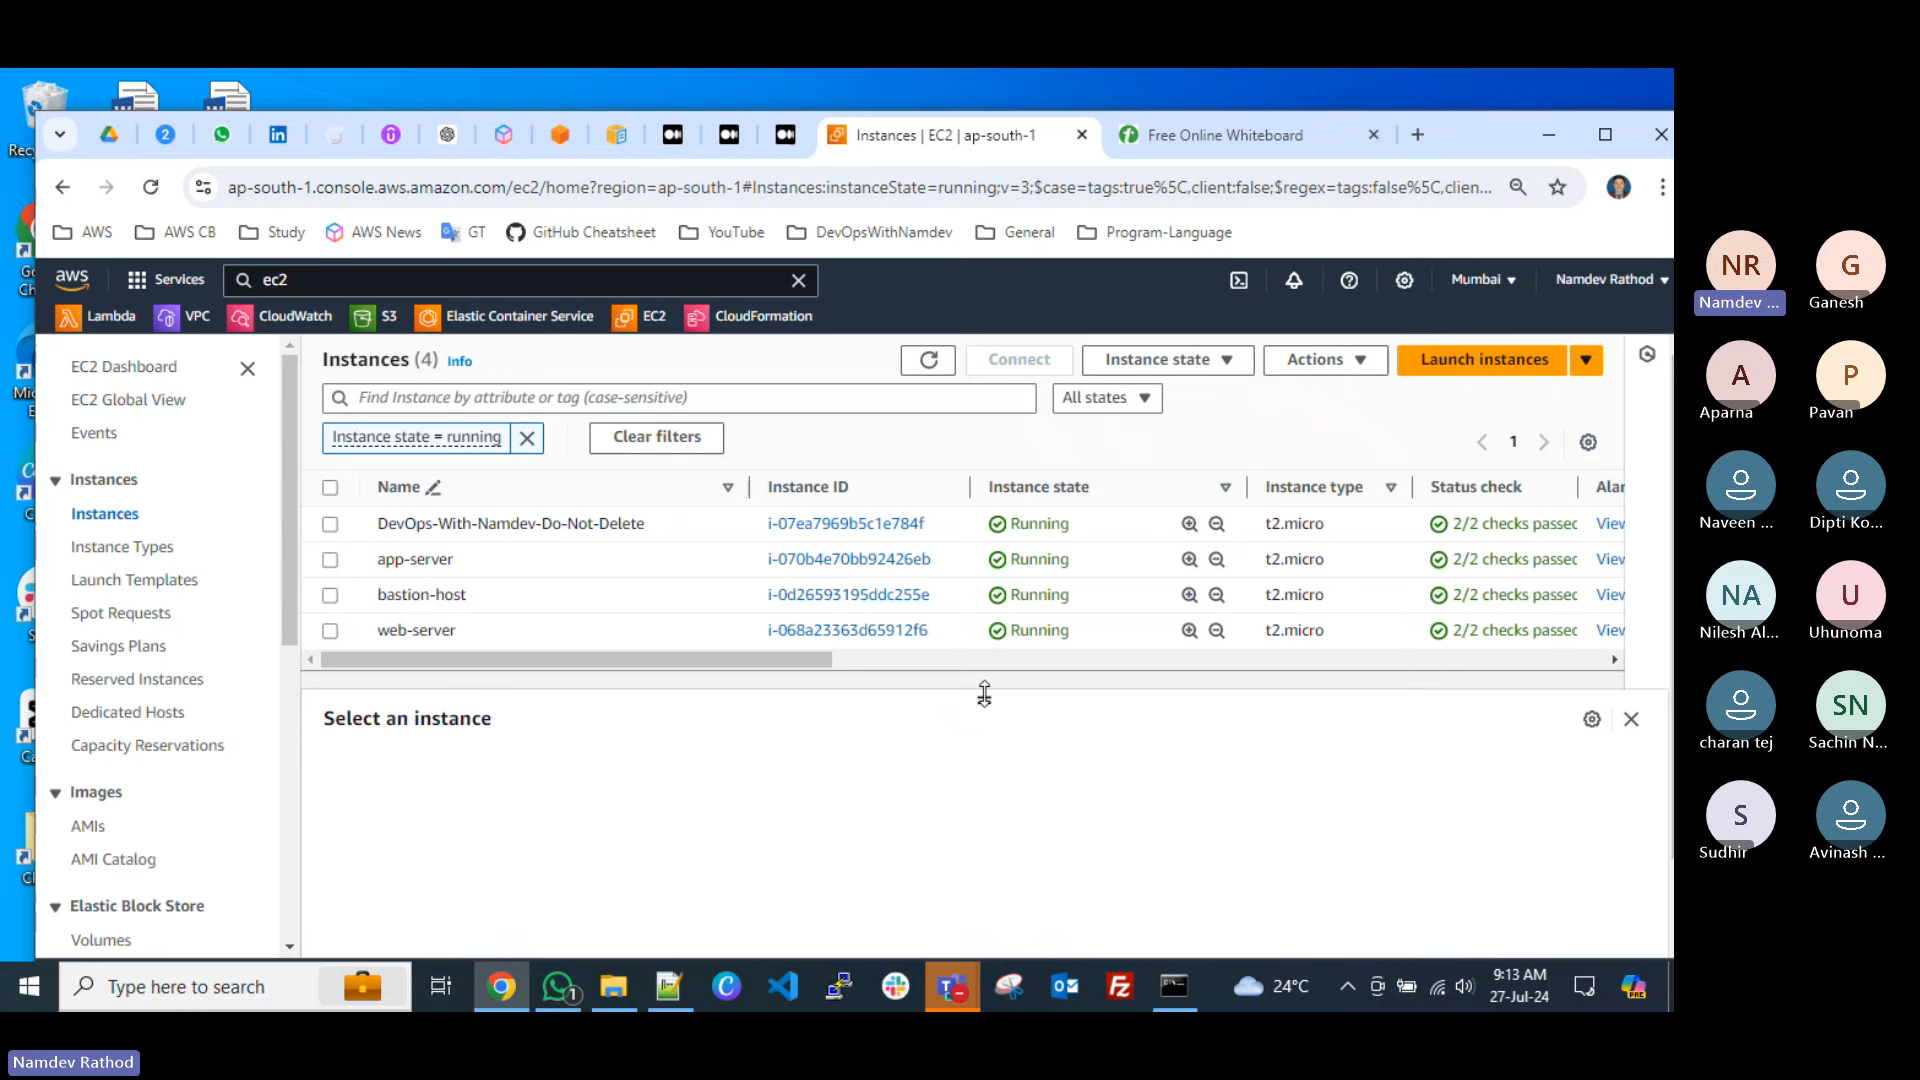 Instances | EC2 | ap-south-1
Free Online Whiteboard
ap-south-1.console.aws.amazon.com/ec2/home?region=ap-south-1#Instances:instanceState=running;v=3;$case=tags:true%5C,client:false;$regex=tags:false%5C,clien...
AWS
AWS CB
Study
AWS News
GT
GitHub Cheatsheet
YouTube
DevOpsWithNamdev
General
Program-Language
aws
Services
ec2
Mumbai
Namdev Rathod
Lambda
VPC
CloudWatch
S3
Elastic Container Service
EC2
CloudFormation
EC2 Dashboard
EC2 Global View
Events
Instances
Instances
Instance Types
Launch Templates
Spot Requests
Savings Plans
Reserved Instances
Dedicated Hosts
Capacity Reservations
Images
AMIs
AMI Catalog
Elastic Block Store
Volumes
Instances (4) Info
Connect
Instance state
Actions
Launch instances
Find Instance by attribute or tag (case-sensitive)
All states
Instance state = running
Clear filters
1
Name Instance ID Instance state Instance type Status check Alar
DevOps-With-Namdev-Do-Not-Delete i-07ea7969b5c1e784f Running t2.micro 2/2 checks passec View
app-server i-070b4e70bb92426eb Running t2.micro 2/2 checks passec View
bastion-host i-0d26593195ddc255e Running t2.micro 2/2 checks passec View
web-server i-068a23363d65912f6 Running t2.micro 2/2 checks passec View
Select an instance
Type here to search
1
24°C
9:13 AM
27-Jul-24
NR
Namdev ...
G
Ganesh
A
Aparna
P
Pavan
Naveen ...
Dipti Ko...
NA
Nilesh Al...
U
Uhunoma
charan tej
SN
Sachin N...
S
Sudhir
Avinash ...
Namdev Rathod